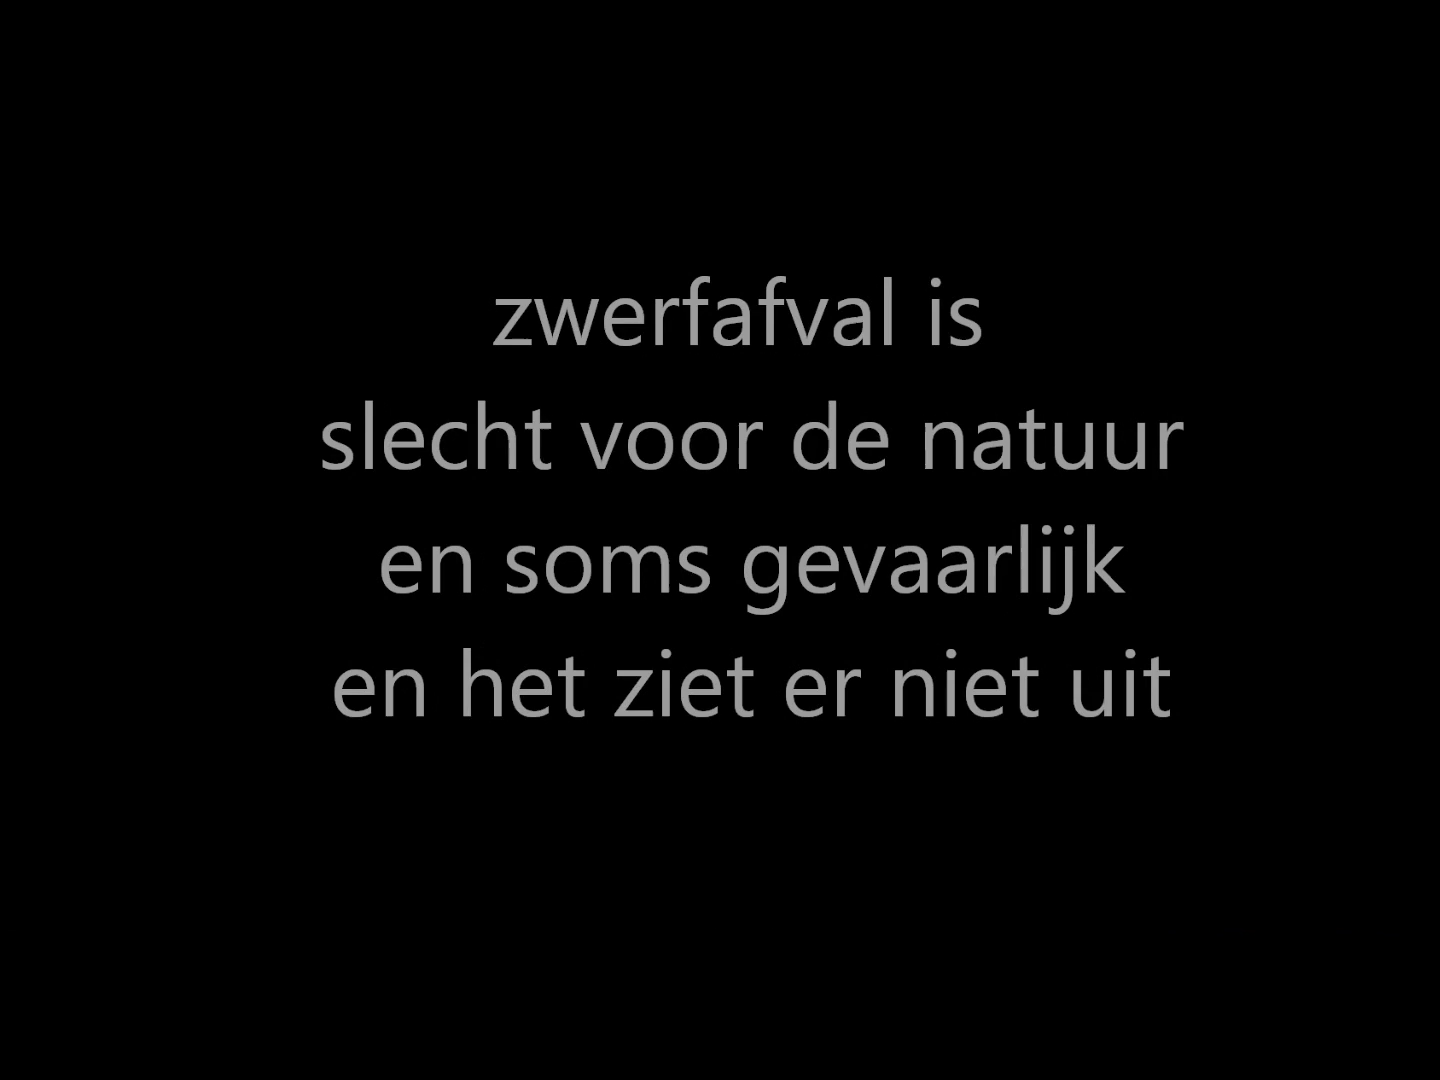 zwerfafval is
slecht voor de natuur
en soms gevaarlijk
en het ziet er niet uit